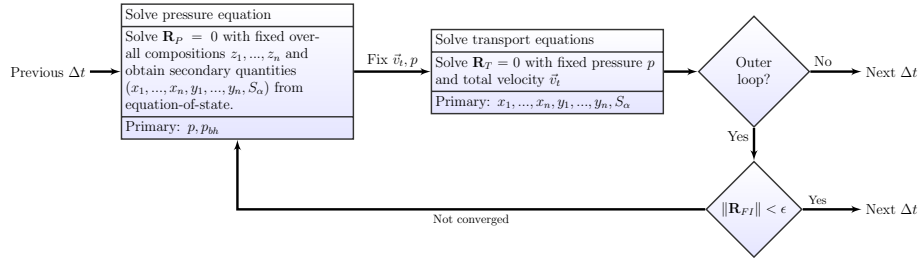 Solve pressure equation
Solve R_P = 0 with fixed over-
all compositions z_1, ..., z_n and
obtain secondary quantities
(x_1, ..., x_n, y_1, ..., y_n, S_α) from
equation-of-state.
Primary: p, p_bh
Previous Δt
Fix v⃗_t, p
Solve transport equations
Solve R_T = 0 with fixed pressure p
and total velocity v⃗_t
Primary: x_1, ..., x_n, y_1, ..., y_n, S_α
Outer
loop?
No
Next Δt
Yes
‖R_FI‖ < ϵ
Yes
Next Δt
Not converged